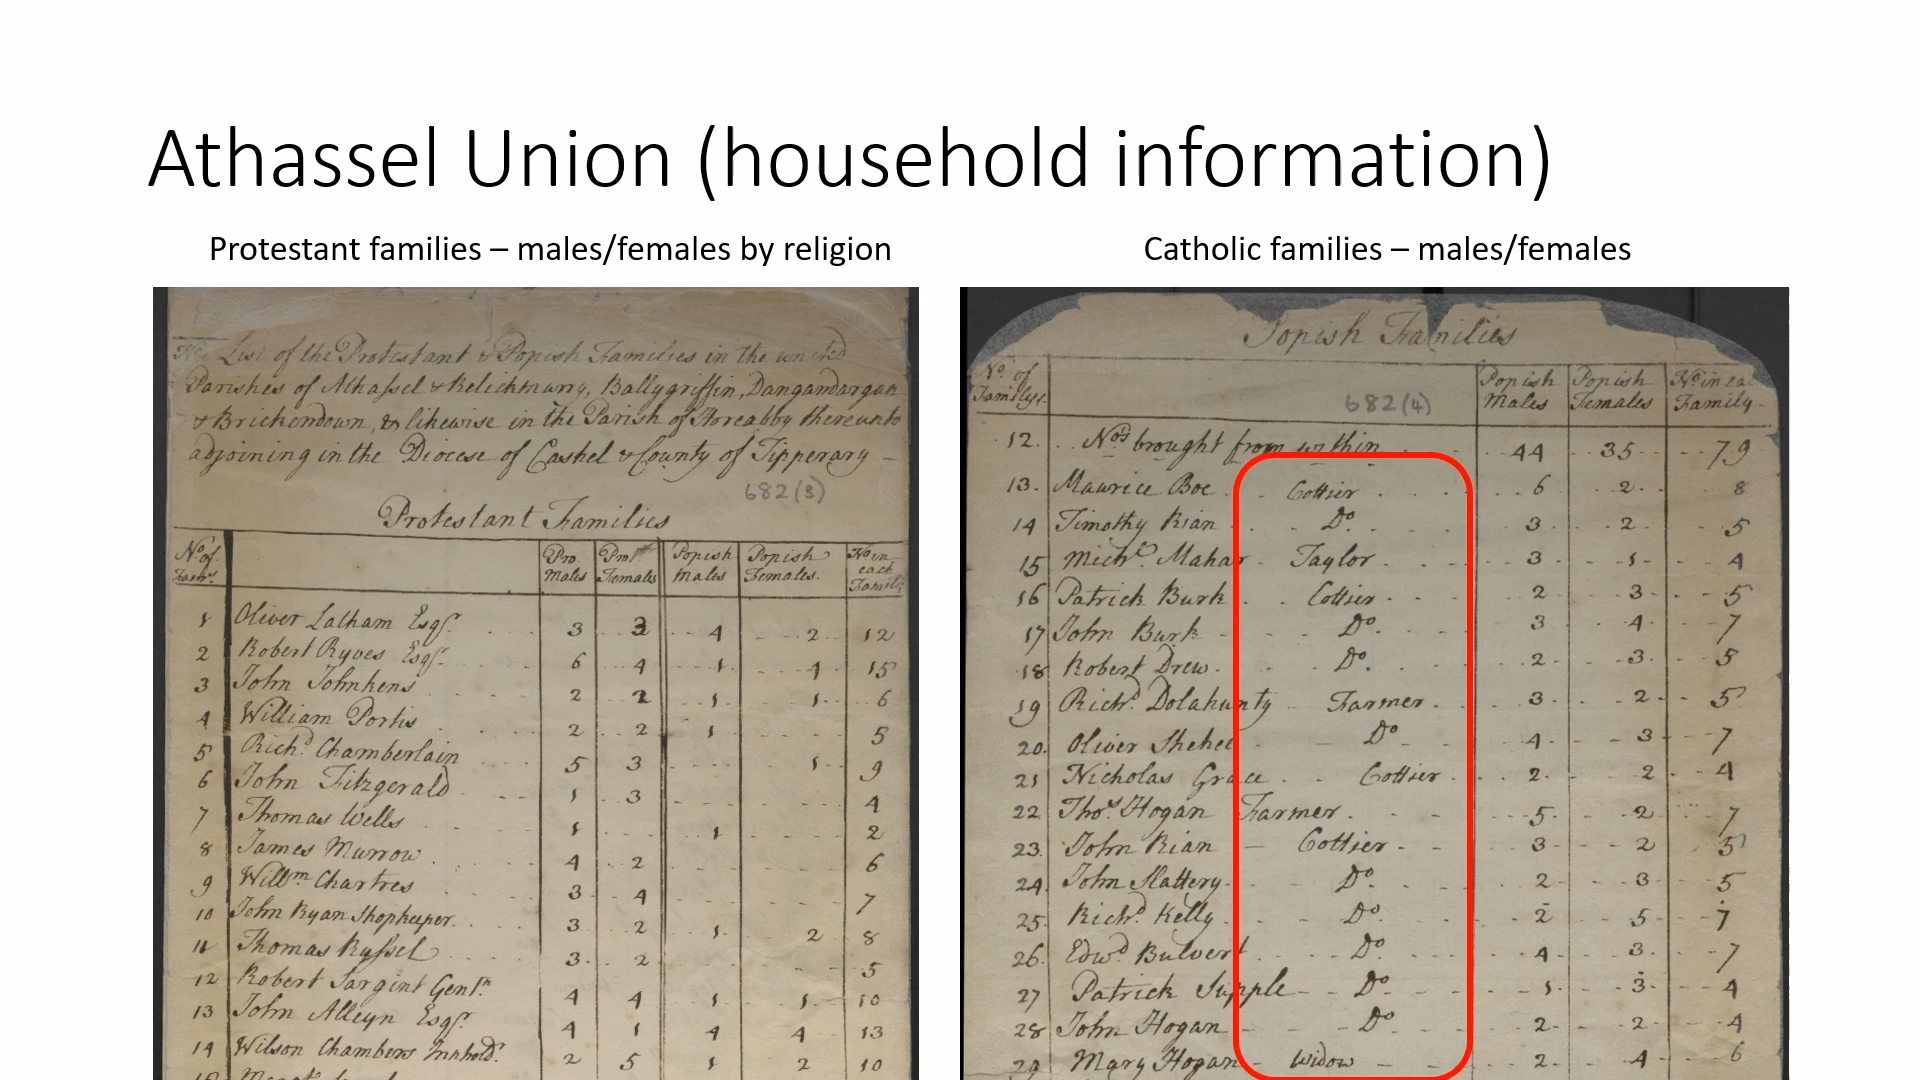 Athassel Union (household information)
Protestant families – males/females by religion
List of the Protestant & Popish Families in the united
Parishes of Athassel & Relickmurry, Ballygriffin, Dangandargan
& Brickendown, & likewise in the Parish of Horeabby thereunto
adjoining in the Diocese of Cashel & County of Tipperary –
682(3)
Protestant Families
No. of Pro. Prot Popish Popish No in
Males Females Males Females. each
Family
1 Oliver Latham Esqr. 3 3 4 2 12
2 Robert Ryves Esqr. 6 4 1 4 15
3 John Johnkens 2 2 1 1 6
4 William Portis 2 2 1 5
5 Richd. Chamberlain 5 3 1 9
6 John Fitzgerald 1 3 4
7 Thomas Wells 1 1 2
8 James Murrow 4 2 6
9 Willm Chartres 3 4 7
10 John Ryan Shopkeeper. 3 2 1 2 8
11 Thomas Russel 3 2 5
12 Robert Sargint Gentn. 4 4 1 1 10
13 John Alleyn Esqr. 4 1 4 4 13
14 Wilson Chambers Innhold. 2 5 1 2 10
Catholic families – males/females
Popish Families
No. of Popish Popish No. in
Familys. Males Females Family.
682(4)
12. Nos. brought from within 44 35 79
13. Maurice Boe Cottier 6 2 8
14 Timothy Rian Do. 3 2 5
15 Michl. Mahar Taylor 3 1 4
16 Patrick Burk Cottier 2 3 5
17 John Burk Do. 3 4 7
18 Robert Drew. Do. 2 3 5
19 Richd. Dolahunty Farmer 3 2 5
20. Oliver Shehee Do. 4 3 7
21 Nicholas Grace Cottier 2 2 4
22. Thos. Hogan Farmer 5 2 7
23. John Rian Cottier 3 2 5
24. John Slattery Do. 2 3 5
25. Richd. Kelly Do. 2 5 7
26. Edwd. Bulvert Do. 4 3 7
27 Patrick Supple Do. 1 3 4
28 John Hogan Do. 2 2 4
29 Mary Hogan Widow 2 4 6